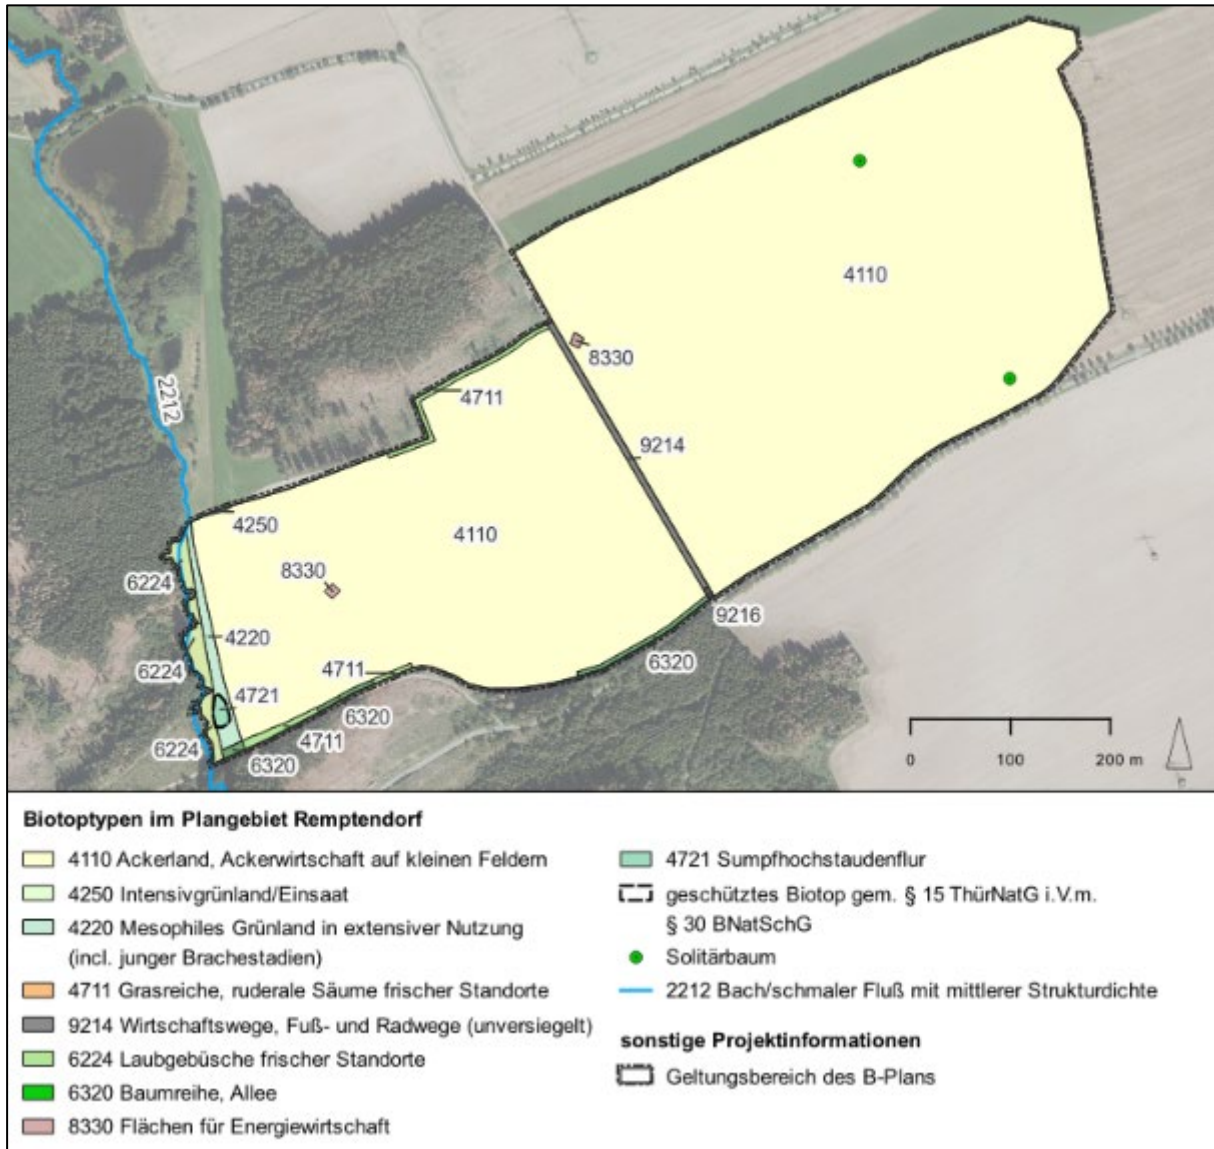 4110
8330
4711
2212
9214
4250
4110
8330
6224
9216
4220
6320
6224
4711
4721
6320
4711
6224
6320
0 100 200 m
Biotoptypen im Plangebiet Remptendorf
4110 Ackerland, Ackerwirtschaft auf kleinen Feldern
4250 Intensivgrünland/Einsaat
4220 Mesophiles Grünland in extensiver Nutzung
(incl. junger Brachestadien)
4711 Grasreiche, ruderale Säume frischer Standorte
9214 Wirtschaftswege, Fuß- und Radwege (unversiegelt)
6224 Laubgebüsche frischer Standorte
6320 Baumreihe, Allee
8330 Flächen für Energiewirtschaft
4721 Sumpfhochstaudenflur
geschütztes Biotop gem. § 15 ThürNatG i.V.m.
§ 30 BNatSchG
Solitärbaum
2212 Bach/schmaler Fluß mit mittlerer Strukturdichte
sonstige Projektinformationen
Geltungsbereich des B-Plans